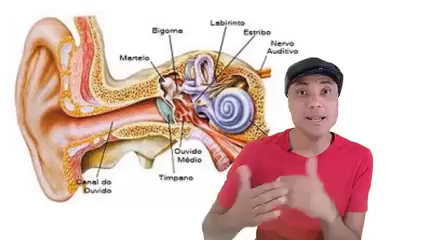 Labirinto
Bigorna
Estribo
Nervo
Auditivo
Martelo
Ouvido
Médio
Tímpano
Canal do
Ouvido